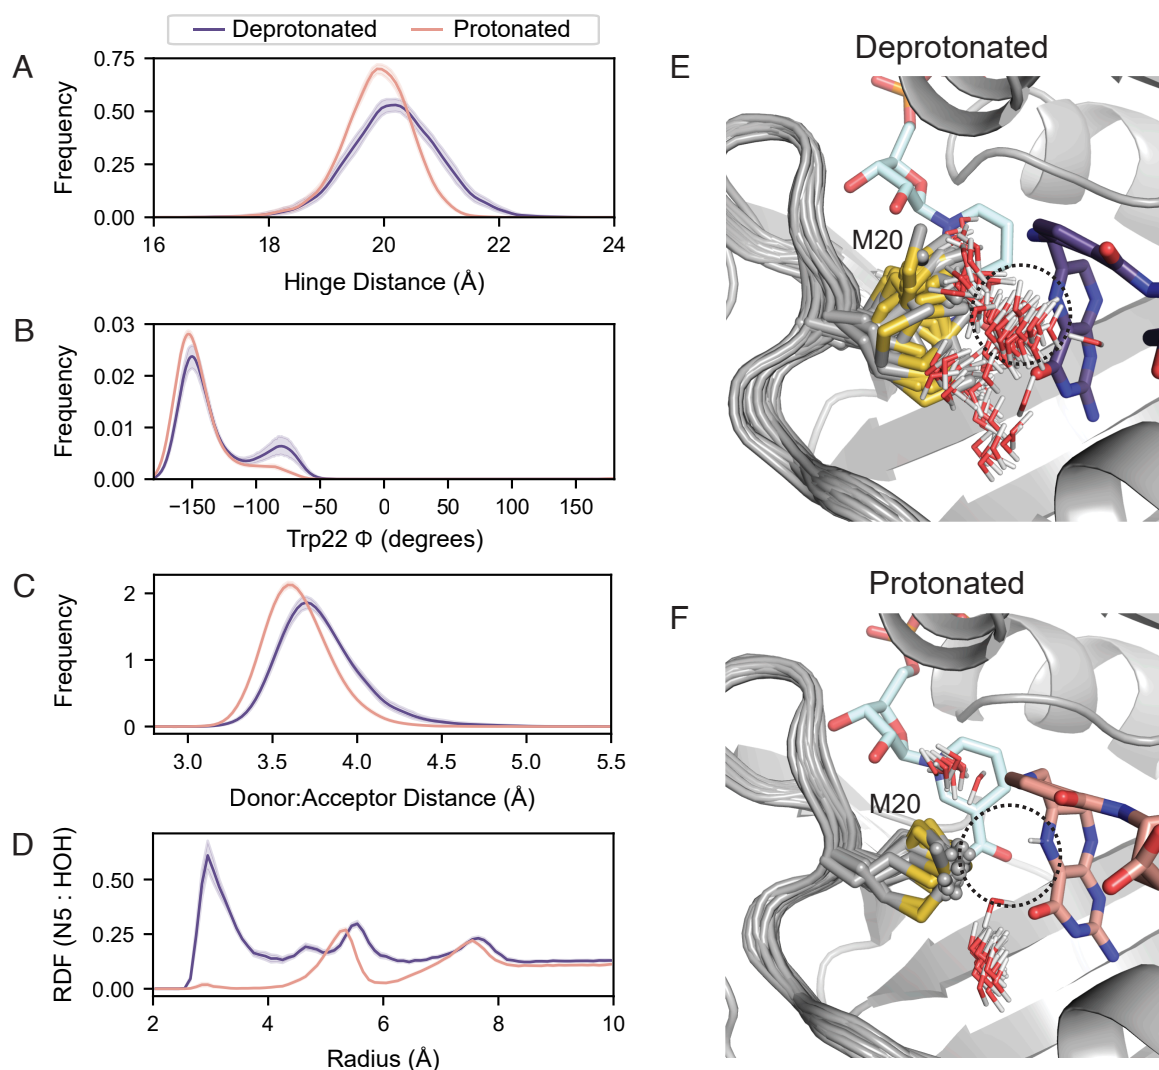 Deprotonated Protonated
A
0.75
0.50
0.25
0.00
Frequency
16 18 20 22 24
Hinge Distance (Å)
B
0.03
0.02
0.01
0.00
Frequency
−150 −100 −50 0 50 100 150
Trp22 Φ (degrees)
C
2
1
0
Frequency
3.0 3.5 4.0 4.5 5.0 5.5
Donor:Acceptor Distance (Å)
D
0.50
0.25
0.00
RDF (N5 : HOH)
2 4 6 8 10
Radius (Å)
E
Deprotonated
M20
F
Protonated
M20